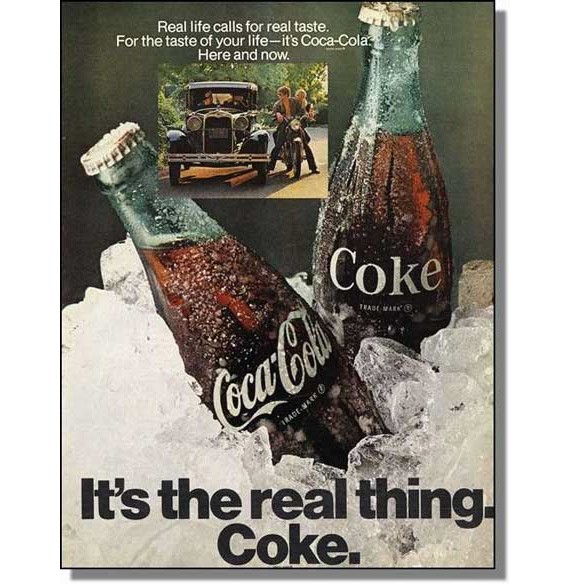 Real life calls for real taste.
For the taste of your life—it's Coca-Cola.
Here and now.
Coke
TRADE-MARK ®
Coca-Cola
TRADE-MARK ®
It's the real thing.
Coke.